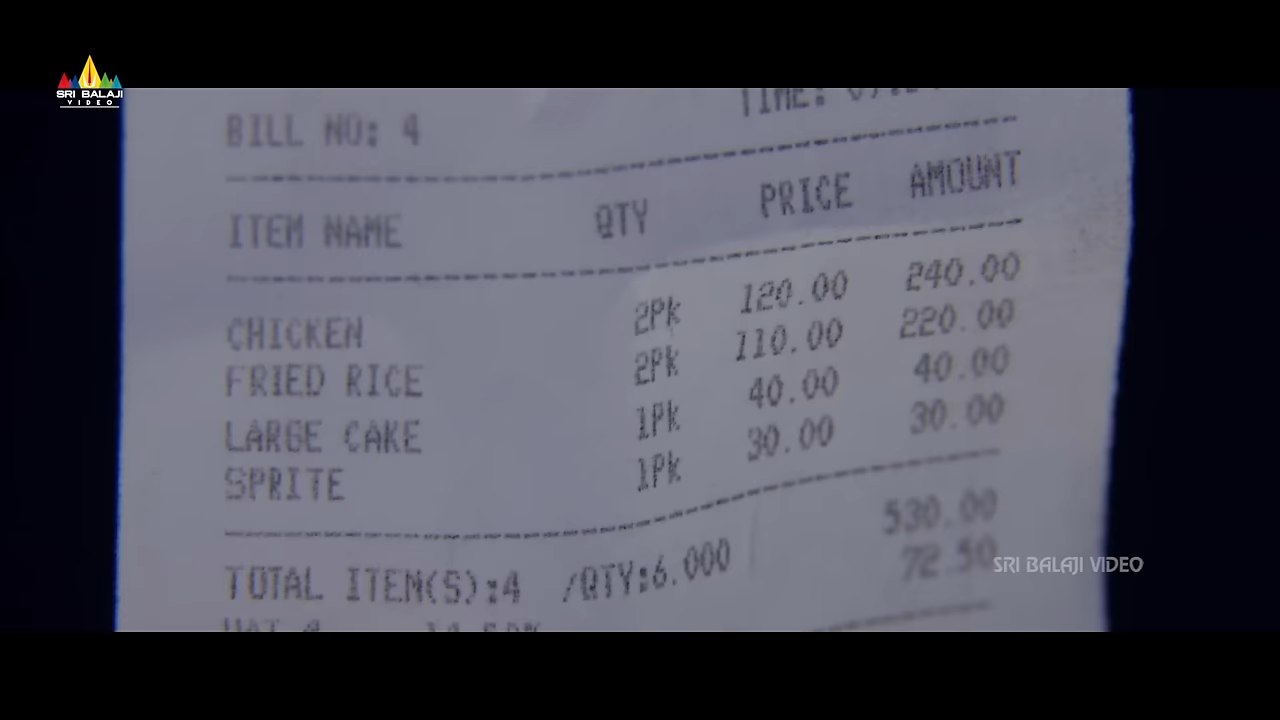 SRI BALAJI
VIDEO
BILL NO: 4 TIME:
ITEM NAME QTY PRICE AMOUNT
CHICKEN 2Pk 120.00 240.00
FRIED RICE 2Pk 110.00 220.00
LARGE CAKE 1Pk 40.00 40.00
SPRITE 1Pk 30.00 30.00
TOTAL ITEN(S):4 /QTY:6.000 530.00
72.50
SRI BALAJI VIDEO